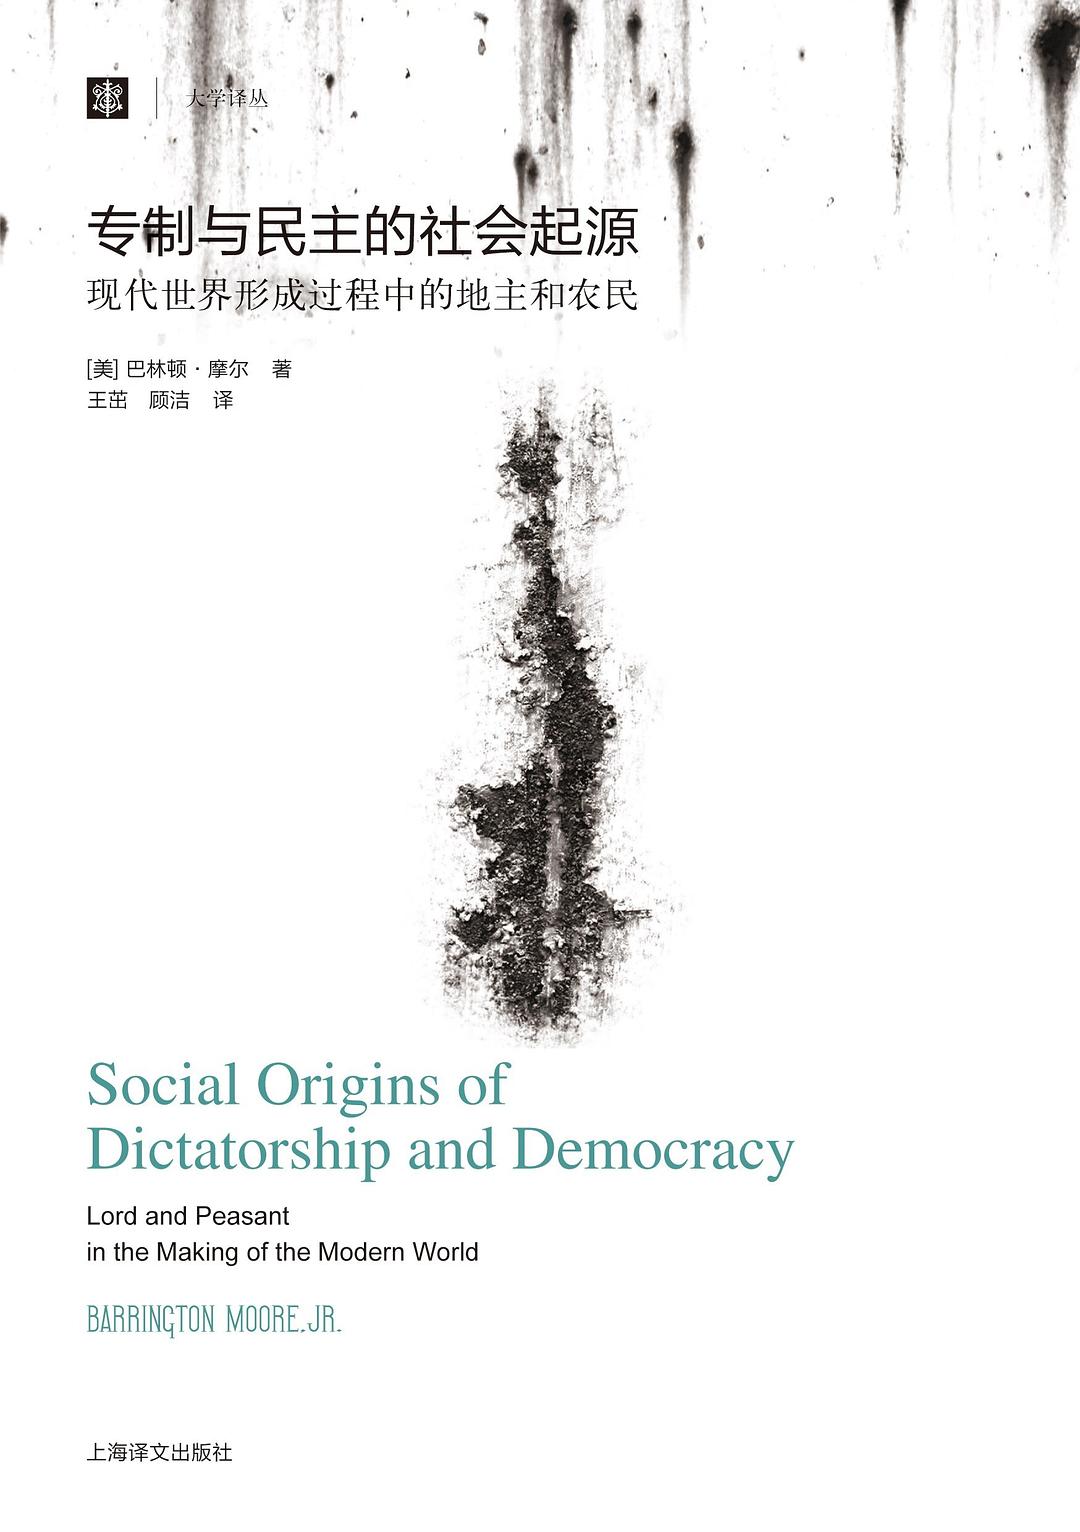 大学译丛
专制与民主的社会起源
现代世界形成过程中的地主和农民
[美] 巴林顿·摩尔 著
王茁 顾洁 译
Social Origins of
Dictatorship and Democracy
Lord and Peasant
in the Making of the Modern World
BARRINGTON MOORE,JR.
上海译文出版社